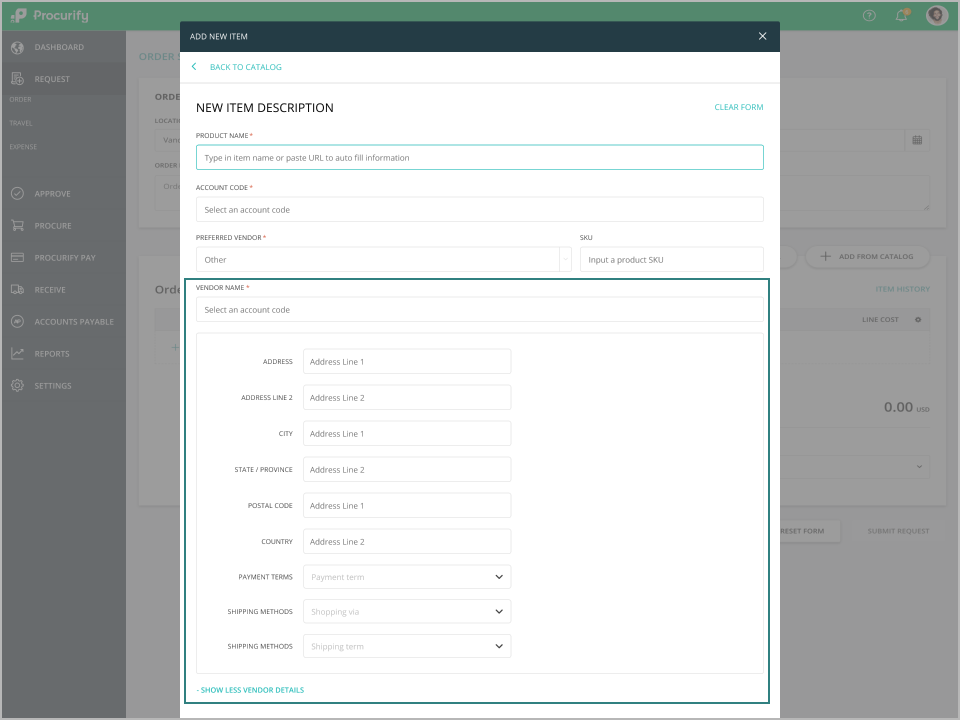 Procurify
ADD NEW ITEM
DASHBOARD
REQUEST
ORDER
TRAVEL
EXPENSE
APPROVE
PROCURE
PROCURIFY PAY
RECEIVE
ACCOUNTS PAYABLE
REPORTS
SETTINGS
BACK TO CATALOG
NEW ITEM DESCRIPTION
CLEAR FORM
PRODUCT NAME*
Type in item name or paste URL to auto fill information
ACCOUNT CODE *
Select an account code
PREFERRED VENDOR*
SKU
Other
Input a product SKU
VENDOR NAME *
Select an account code
ADDRESS
Address Line 1
ADDRESS LINE 2
Address Line 2
CITY
Address Line 1
STATE / PROVINCE
Address Line 2
POSTAL CODE
Address Line 1
COUNTRY
Address Line 2
PAYMENT TERMS
Payment term
SHIPPING METHODS
Shopping via
SHIPPING METHODS
Shipping term
- SHOW LESS VENDOR DETAILS
ORDER
ORDE
LOCATI
Van
ORDER
Ord
Orde
ADD FROM CATALOG
ITEM HISTORY
LINE COST
0.00 USD
RESET FORM
SUBMIT REQUEST